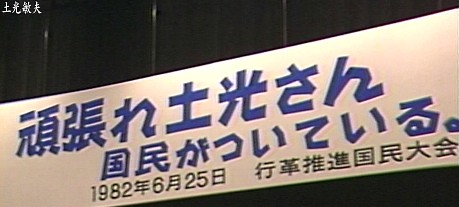 土光敏夫
頑張れ土光さん
国民がついている。
1982年6月25日 行革推進国民大会